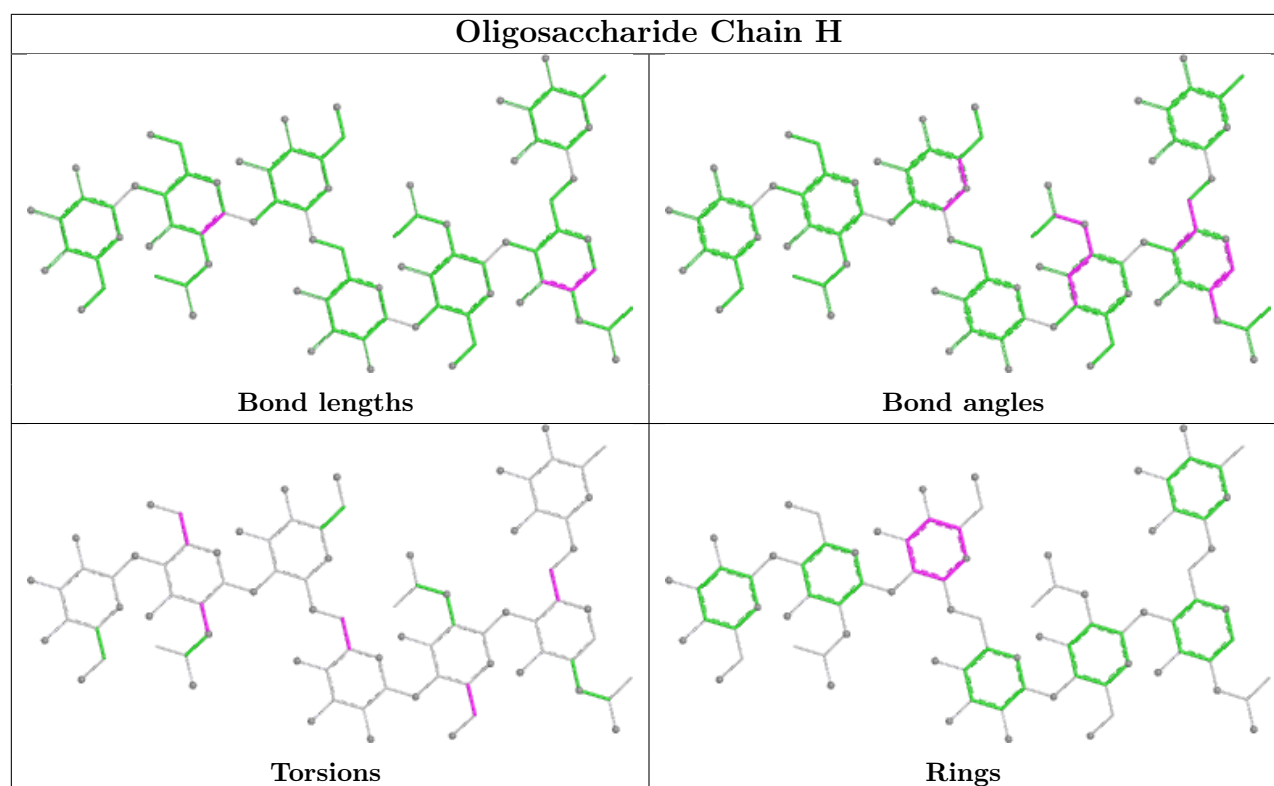 Oligosaccharide Chain H
Bond lengths
Bond angles
Torsions
Rings